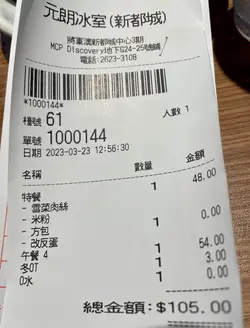 元朗冰室(新都城)
將軍澳新都城中心3期
MCP Discovery地下G24-25號舖
電話:2623-3108
*1000144*
檯號 61 人數 1
單號 1000144
日期 2023-03-23 12:56:30
名稱 數量 金額
特餐 1 48.00
- 雪菜肉絲
- 米粉 1 0.00
- 方包
- 改反蛋
午餐 4 1 54.00
冬OT 1 3.00
0水 1 0.00
總金額:$105.00